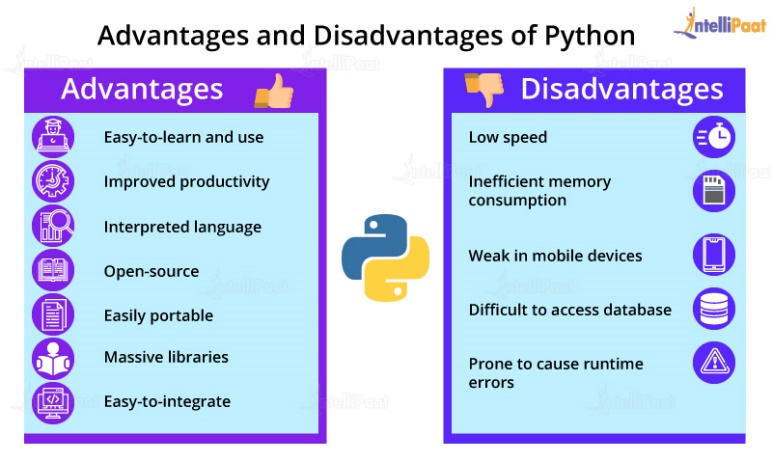 Advantages and Disadvantages of Python
IntelliPaat
Advantages
Easy-to-learn and use
Improved productivity
Interpreted language
Open-source
Easily portable
Massive libraries
Easy-to-integrate
Disadvantages
Low speed
Inefficient memory
consumption
Weak in mobile devices
Difficult to access database
Prone to cause runtime
errors